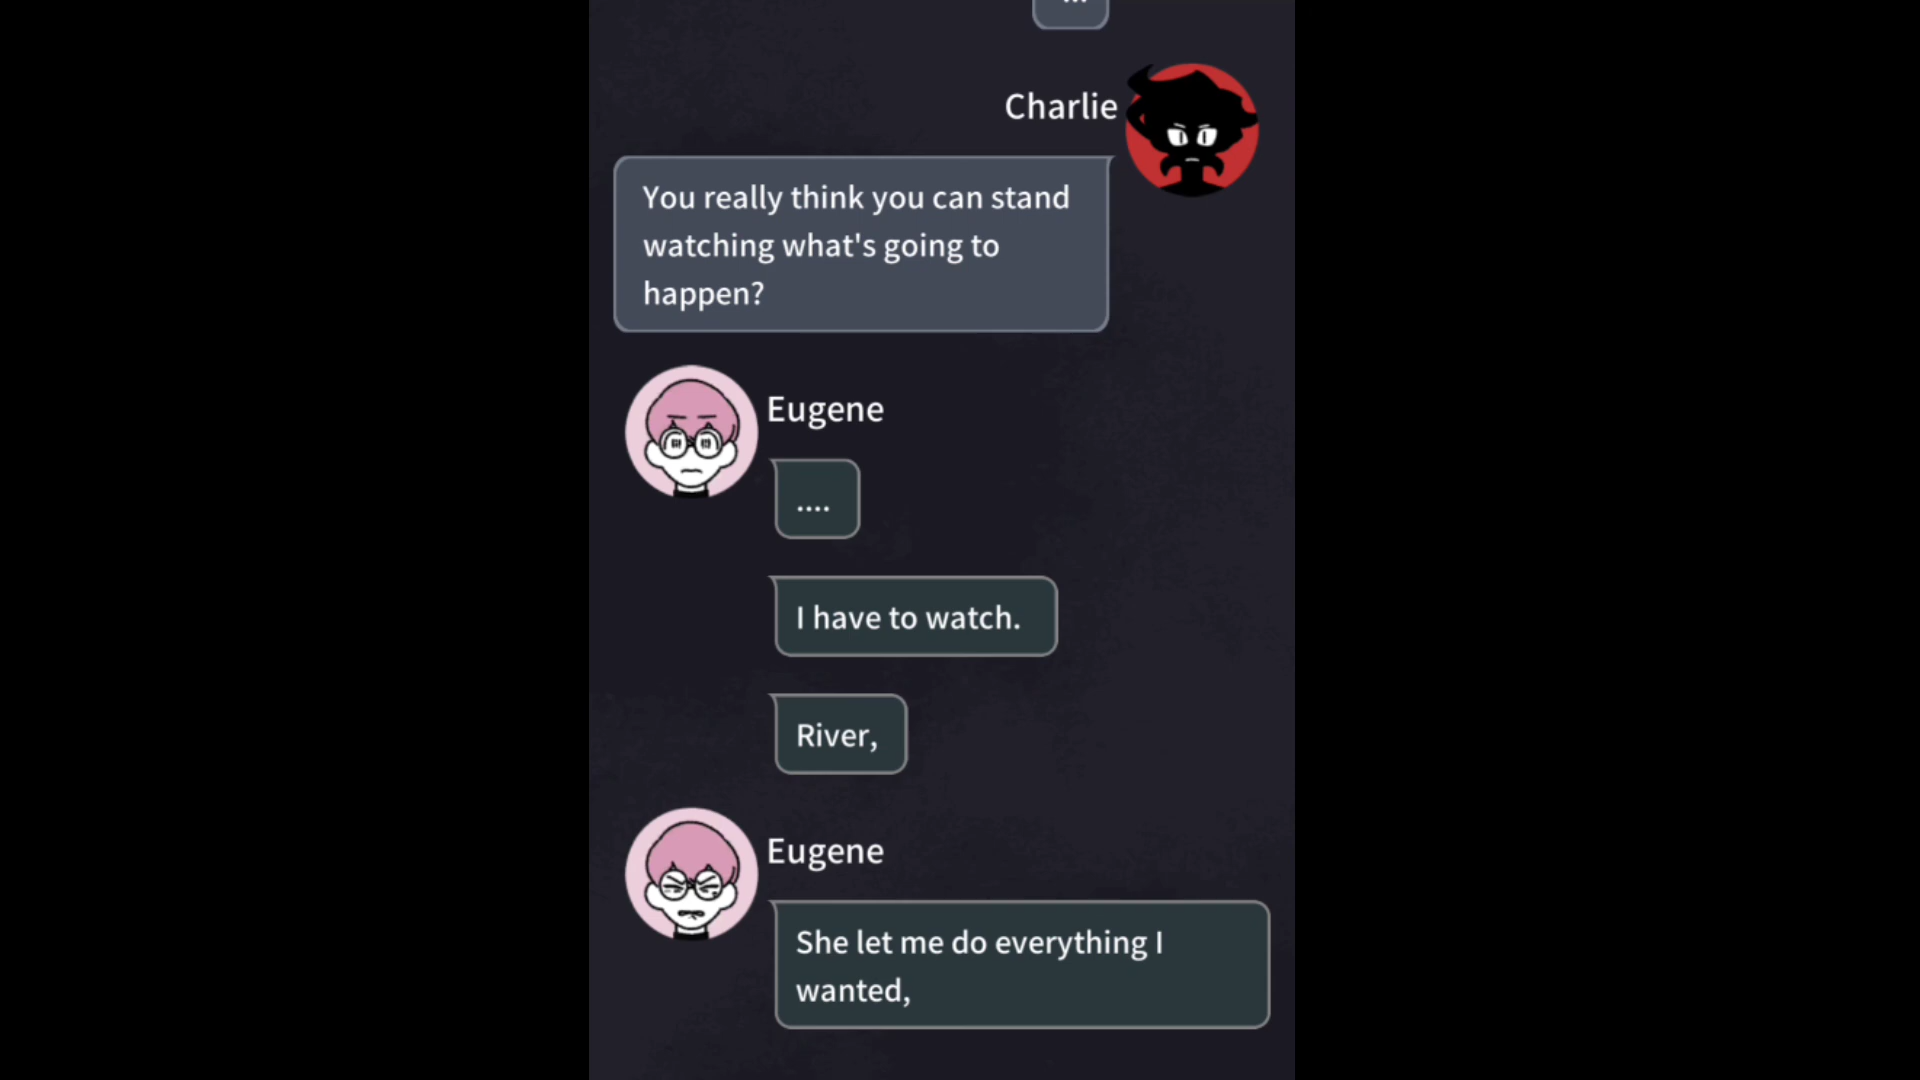 ...
Charlie
You really think you can stand
watching what's going to
happen?
Eugene
....
I have to watch.
River,
Eugene
She let me do everything I
wanted,